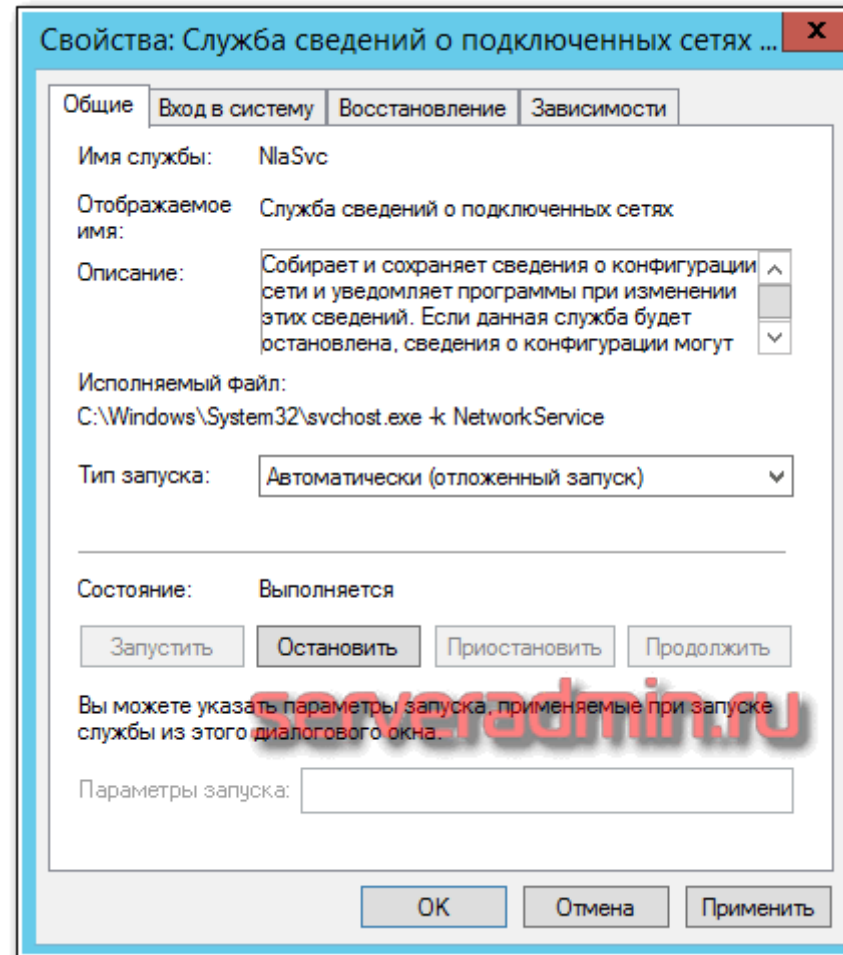 Свойства: Служба сведений о подключенных сетях ...
x
Общие Вход в систему Восстановление Зависимости
Имя службы: NlaSvc
Отображаемое
имя:
Служба сведений о подключенных сетях
Описание:
Собирает и сохраняет сведения о конфигурации
сети и уведомляет программы при изменении
этих сведений. Если данная служба будет
остановлена, сведения о конфигурации могут
Исполняемый файл:
C:\Windows\System32\svchost.exe -k NetworkService
Тип запуска: Автоматически (отложенный запуск)
Состояние: Выполняется
Запустить Остановить Приостановить Продолжить
Вы можете указать параметры запуска, применяемые при запуске
службы из этого диалогового окна.
serveradmin.ru
Параметры запуска:
OK Отмена Применить